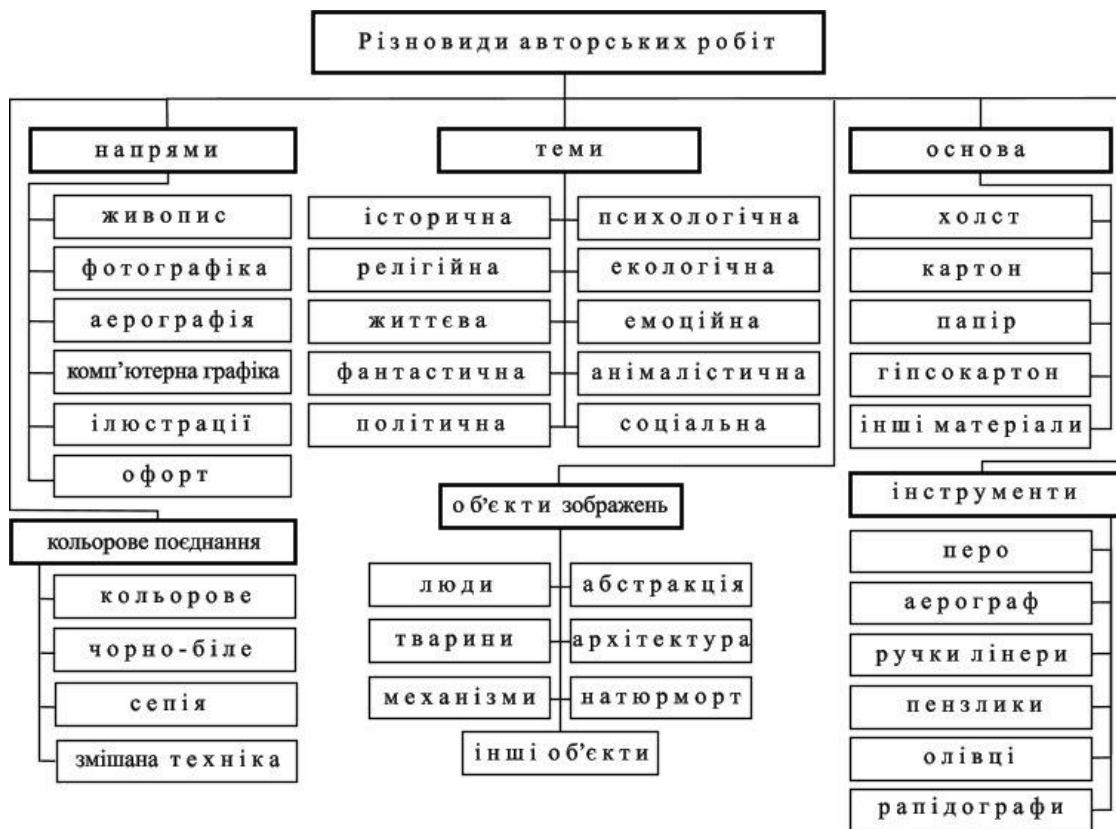 Різновиди авторських робіт
напрями
живопис
фотографіка
аерографія
комп’ютерна графіка
ілюстрації
офорт
теми
історична
психологічна
релігійна
екологічна
життєва
емоційна
фантастична
анімалістична
політична
соціальна
основа
холст
картон
папір
гіпсокартон
інші матеріали
кольорове поєднання
кольорове
чорно-біле
сепія
змішана техніка
об’єкти зображень
люди
абстракція
тварини
архітектура
механізми
натюрморт
інші об’єкти
інструменти
перо
аерограф
ручки лінери
пензлики
олівці
рапідографи